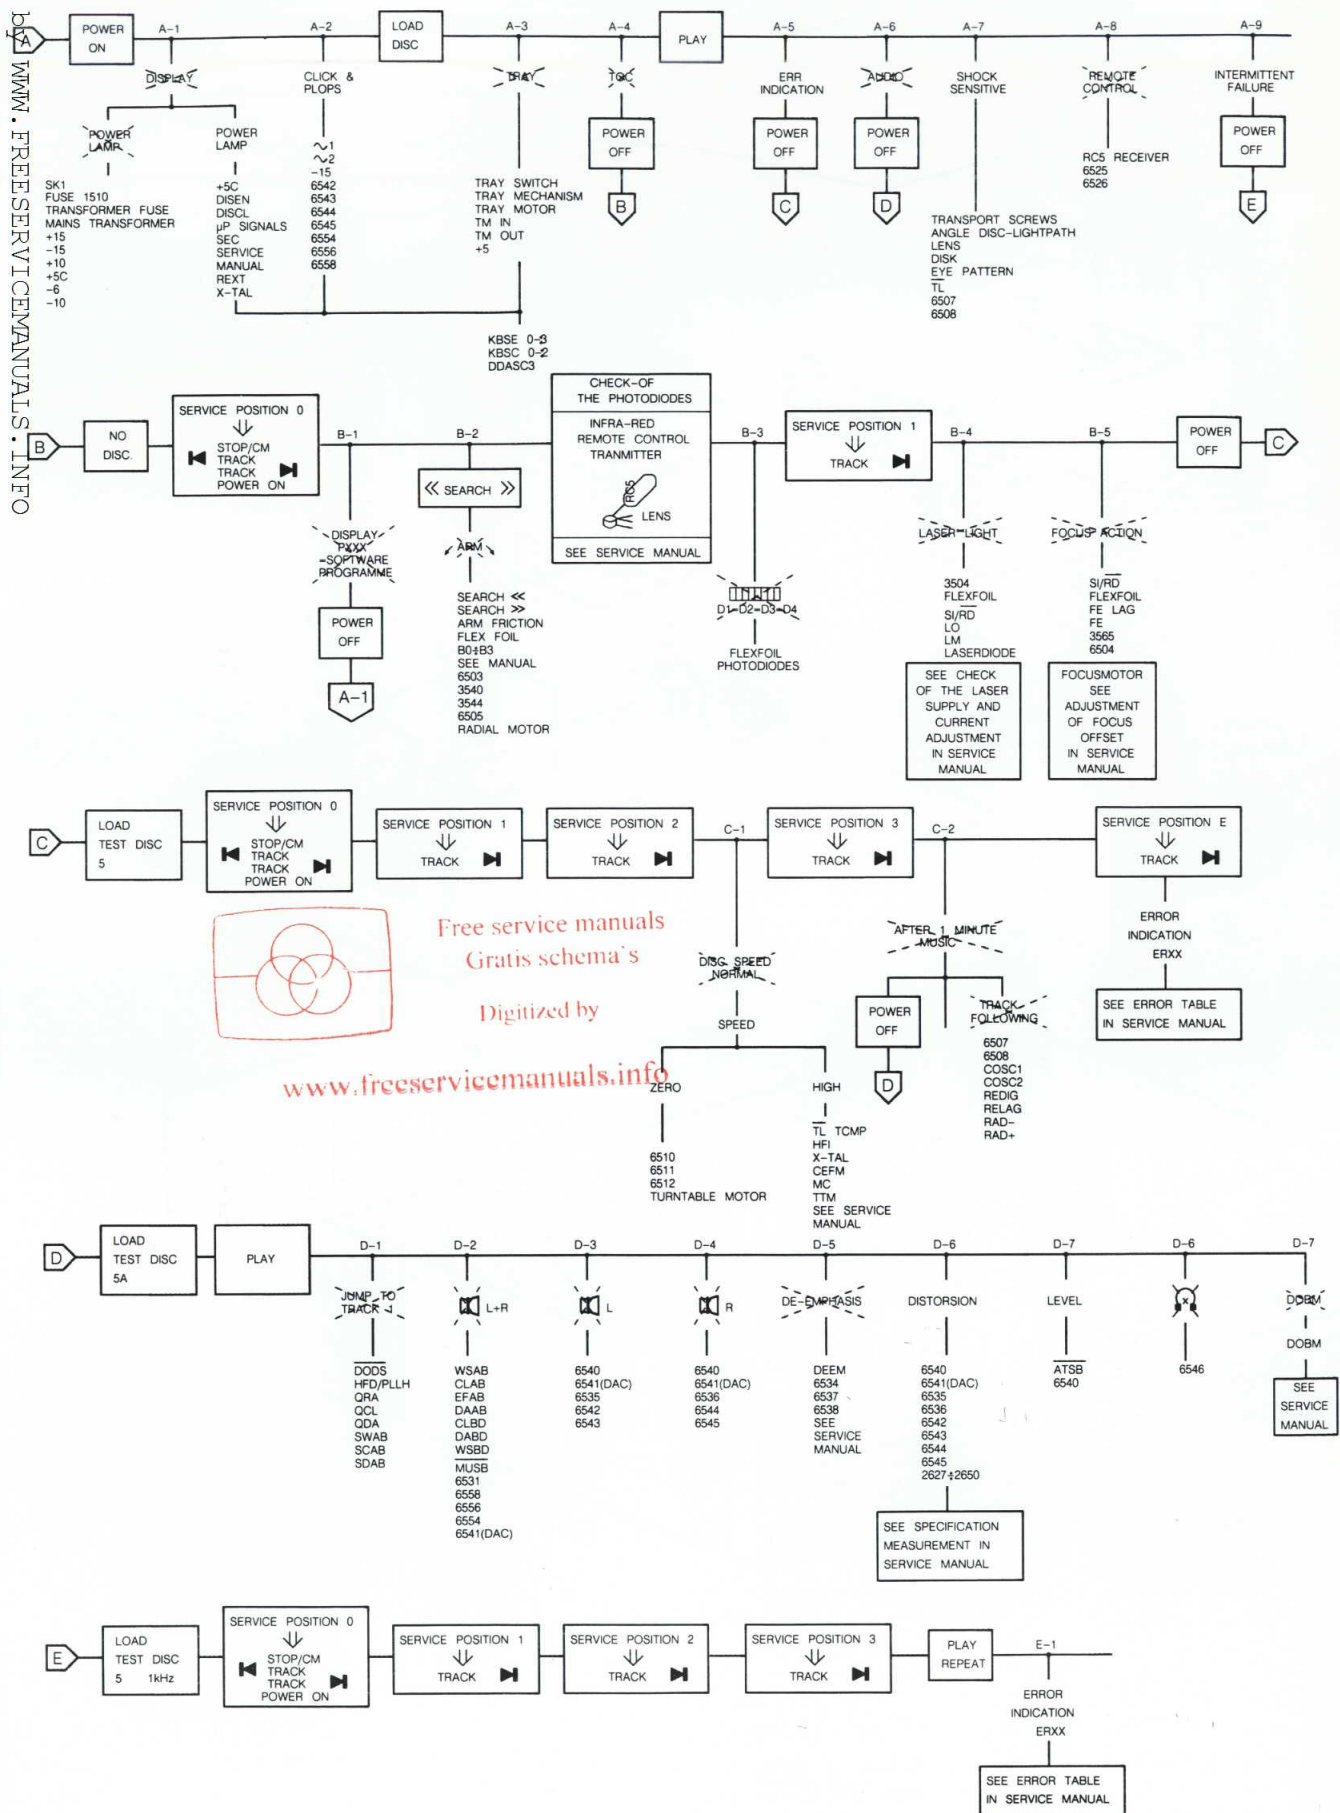 by WWW.FREESERVICEMANUALS.INFO
A
POWER
ON
A-1
A-2
LOAD
DISC
A-3
A-4
PLAY
A-5
A-6
A-7
A-8
A-9
DISPLAY
CLICK &
PLOPS
TRAY
TOC
ERR
INDICATION
AUDIO
SHOCK
SENSITIVE
REMOTE
CONTROL
INTERMITTENT
FAILURE
POWER
LAMP
POWER
LAMP
SK1
FUSE 1510
TRANSFORMER FUSE
MAINS TRANSFORMER
+15
-15
+10
+5C
-6
-10
+5C
DISEN
DISCL
µP SIGNALS
SEC
SERVICE
MANUAL
REXT
X-TAL
~1
~2
-15
6542
6543
6544
6545
6554
6556
6558
TRAY SWITCH
TRAY MECHANISM
TRAY MOTOR
TM IN
TM OUT
+5
KBSE 0-3
KBSC 0-2
DDASC3
POWER
OFF
B
POWER
OFF
C
POWER
OFF
D
TRANSPORT SCREWS
ANGLE DISC-LIGHTPATH
LENS
DISK
EYE PATTERN
TL
6507
6508
RC5 RECEIVER
6525
6526
POWER
OFF
E
B
NO
DISC.
SERVICE POSITION 0
STOP/CM
TRACK
TRACK
POWER ON
B-1
DISPLAY
PXXX
=SOFTWARE
PROGRAMME
POWER
OFF
A-1
B-2
<< SEARCH >>
ARM
SEARCH <<
SEARCH >>
ARM FRICTION
FLEX FOIL
B0÷B3
SEE MANUAL
6503
3540
3544
6505
RADIAL MOTOR
CHECK-OF
THE PHOTODIODES
INFRA-RED
REMOTE CONTROL
TRANMITTER
RC5
LENS
SEE SERVICE MANUAL
B-3
D1-D2-D3-D4
FLEXFOIL
PHOTODIODES
SERVICE POSITION 1
TRACK
B-4
LASER-LIGHT
3504
FLEXFOIL
SI/RD
LO
LM
LASERDIODE
SEE CHECK
OF THE LASER
SUPPLY AND
CURRENT
ADJUSTMENT
IN SERVICE
MANUAL
B-5
FOCUS ACTION
SI/RD
FLEXFOIL
FE LAG
FE
3565
6504
FOCUSMOTOR
SEE
ADJUSTMENT
OF FOCUS
OFFSET
IN SERVICE
MANUAL
POWER
OFF
C
C
LOAD
TEST DISC
5
SERVICE POSITION 0
STOP/CM
TRACK
TRACK
POWER ON
SERVICE POSITION 1
TRACK
SERVICE POSITION 2
TRACK
C-1
DISC SPEED
NORMAL
SPEED
ZERO
6510
6511
6512
TURNTABLE MOTOR
HIGH
TL TCMP
HFI
X-TAL
CEFM
MC
TTM
SEE SERVICE
MANUAL
SERVICE POSITION 3
TRACK
C-2
AFTER 1 MINUTE
MUSIC
POWER
OFF
D
TRACK
FOLLOWING
6507
6508
COSC1
COSC2
REDIG
RELAG
RAD-
RAD+
SERVICE POSITION E
TRACK
ERROR
INDICATION
ERXX
SEE ERROR TABLE
IN SERVICE MANUAL
Free service manuals
Gratis schema's
Digitized by
www.freeservicemanuals.info
D
LOAD
TEST DISC
5A
PLAY
D-1
JUMP TO
TRACK 1
DODS
HFD/PLLH
QRA
QCL
QDA
SWAB
SCAB
SDAB
D-2
L+R
WSAB
CLAB
EFAB
DAAB
CLBD
DABD
WSBD
MUSB
6531
6558
6556
6554
6541(DAC)
D-3
L
6540
6541(DAC)
6535
6542
6543
D-4
R
6540
6541(DAC)
6536
6544
6545
D-5
DE-EMPHASIS
DEEM
6534
6537
6538
SEE
SERVICE
MANUAL
D-6
DISTORSION
6540
6541(DAC)
6535
6536
6542
6543
6544
6545
2627÷2650
SEE SPECIFICATION
MEASUREMENT IN
SERVICE MANUAL
D-7
LEVEL
ATSB
6540
D-6
6546
D-7
DOBM
DOBM
SEE
SERVICE
MANUAL
E
LOAD
TEST DISC
5 1kHz
SERVICE POSITION 0
STOP/CM
TRACK
TRACK
POWER ON
SERVICE POSITION 1
TRACK
SERVICE POSITION 2
TRACK
SERVICE POSITION 3
TRACK
PLAY
REPEAT
E-1
ERROR
INDICATION
ERXX
SEE ERROR TABLE
IN SERVICE MANUAL